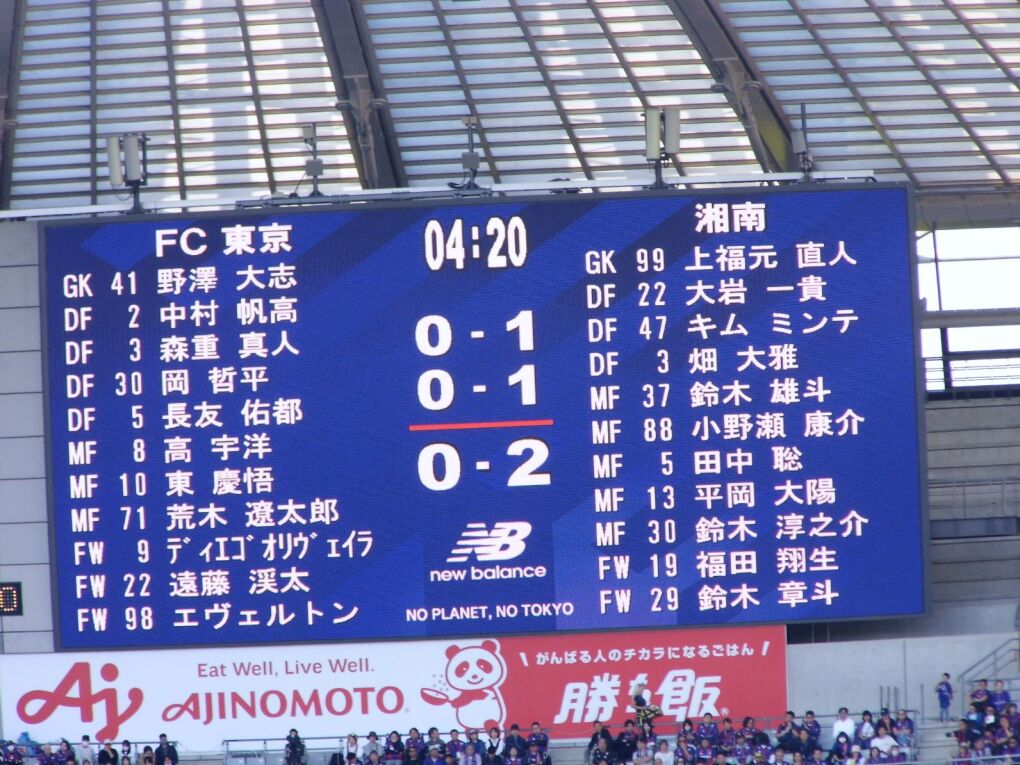 FC 東京
GK 41 野澤 大志
DF 2 中村 帆高
DF 3 森重 真人
DF 30 岡 哲平
DF 5 長友 佑都
MF 8 高 宇洋
MF 10 東 慶悟
MF 71 荒木 遼太郎
FW 9 ディエゴ オリヴェイラ
FW 22 遠藤 渓太
FW 98 エヴェルトン
04:20
0 - 1
0 - 1
0 - 2
NB
new balance
NO PLANET, NO TOKYO
湘南
GK 99 上福元 直人
DF 22 大岩 一貴
DF 47 キム ミンテ
DF 3 畑 大雅
MF 37 鈴木 雄斗
MF 88 小野瀬 康介
MF 5 田中 聡
MF 13 平岡 大陽
MF 30 鈴木 淳之介
FW 19 福田 翔生
FW 29 鈴木 章斗
Aj
Eat Well, Live Well.
AJINOMOTO®
\ がんばる人のチカラになるごはん /
勝ち飯®